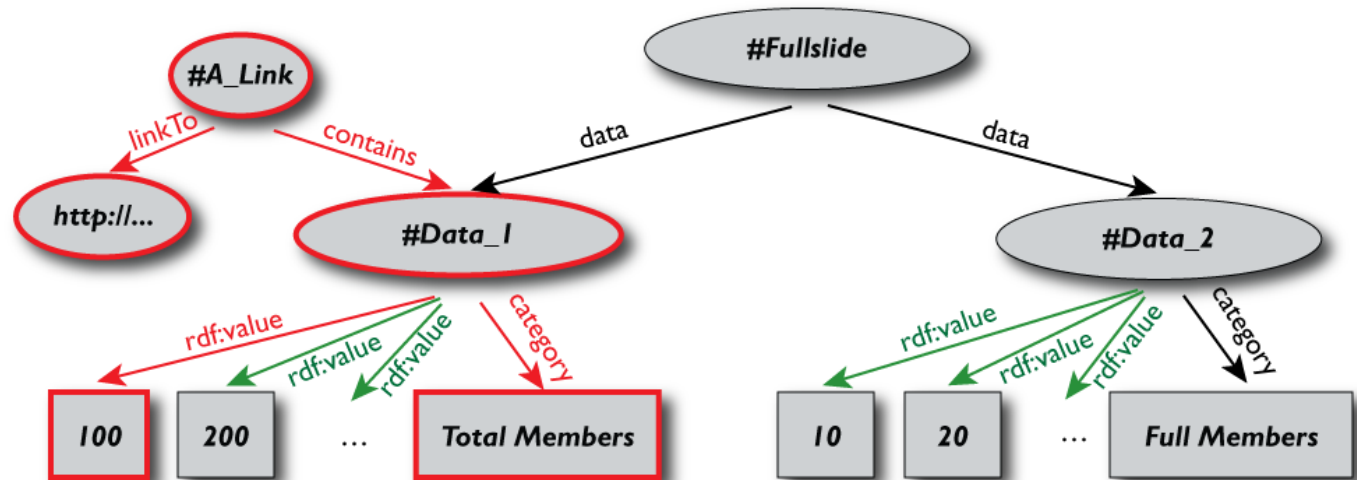 #Fullslide
#A_Link
linkTo
contains
data
data
http://...
#Data_1
#Data_2
rdf:value
rdf:value
rdf:value
category
rdf:value
rdf:value
rdf:value
category
100
200
...
Total Members
10
20
...
Full Members